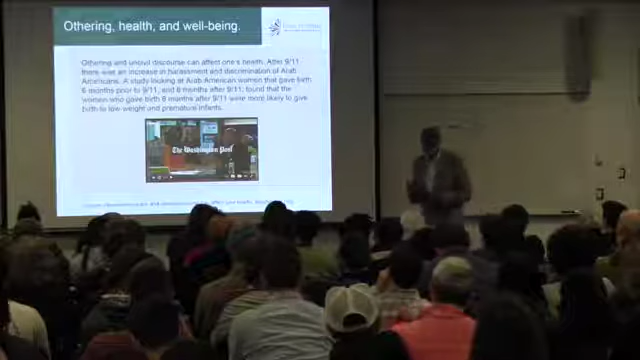 Othering, health, and well-being.
Othering and uncivil discourse can affect one's health. After 9/11
there was an increase in harassment and discrimination of Arab
Americans. A study looking at Arab American women that gave birth
6 months prior to 9/11, and 6 months after 9/11, found that the
women who gave birth 6 months after 9/11 were more likely to give
birth to low-weight and premature infants.
The Washington Post